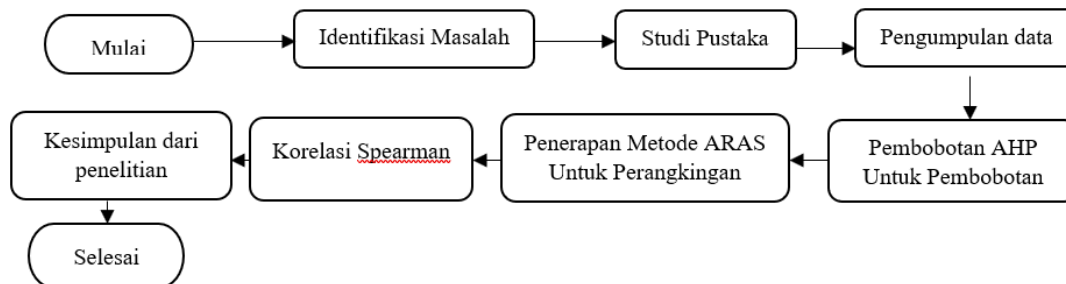 Mulai
Identifikasi Masalah
Studi Pustaka
Pengumpulan data
Pembobotan AHP
Untuk Pembobotan
Penerapan Metode ARAS
Untuk Perangkingan
Korelasi Spearman
Kesimpulan dari
penelitian
Selesai